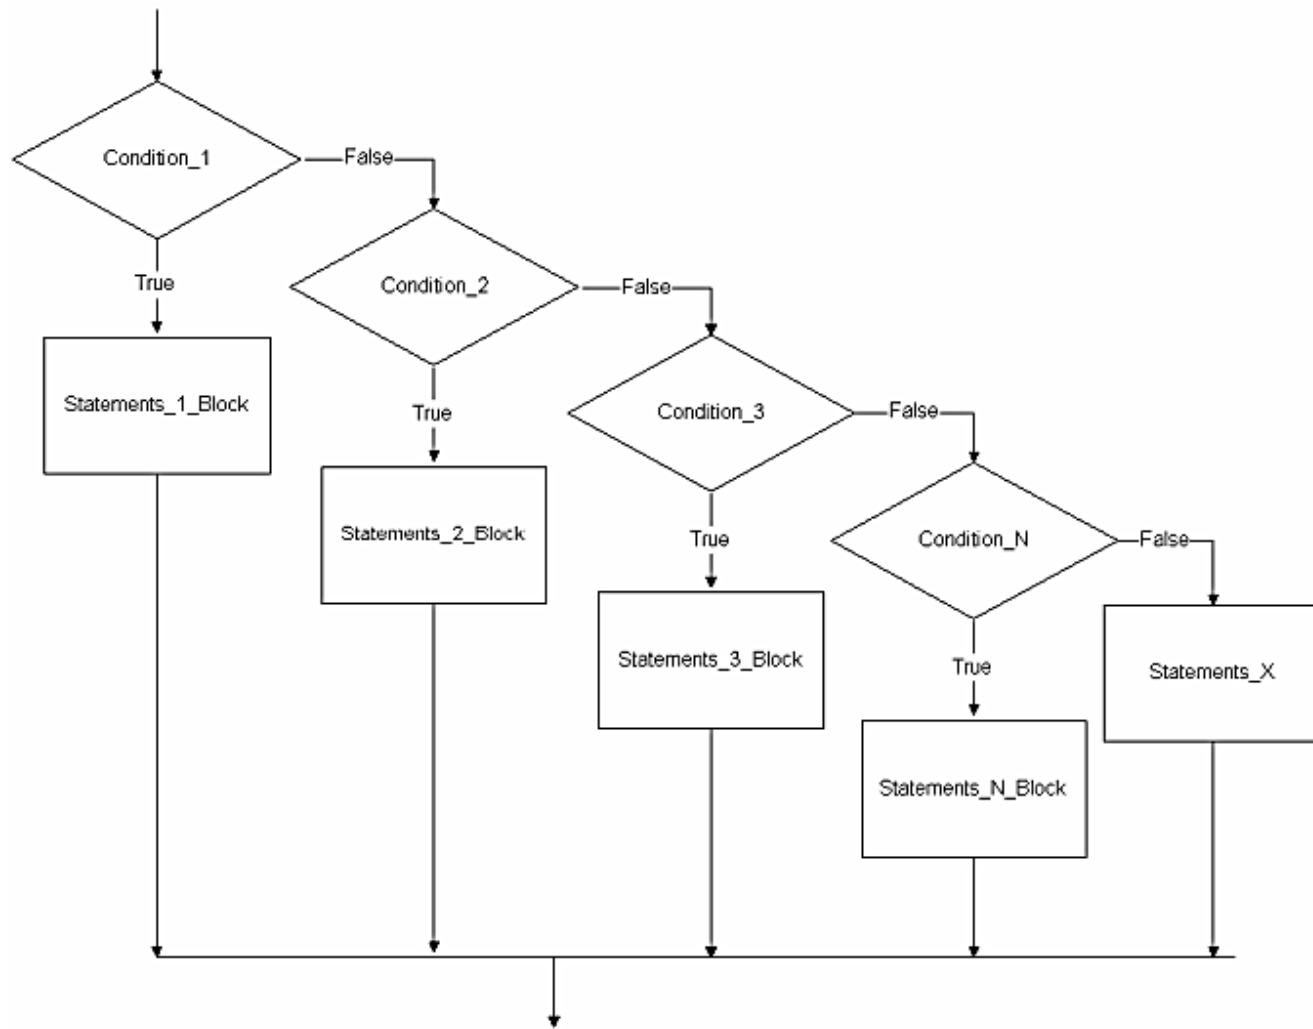 Condition_1
False
True
Condition_2
False
Statements_1_Block
True
Condition_3
False
Statements_2_Block
True
Condition_N
False
Statements_3_Block
True
Statements_X
Statements_N_Block